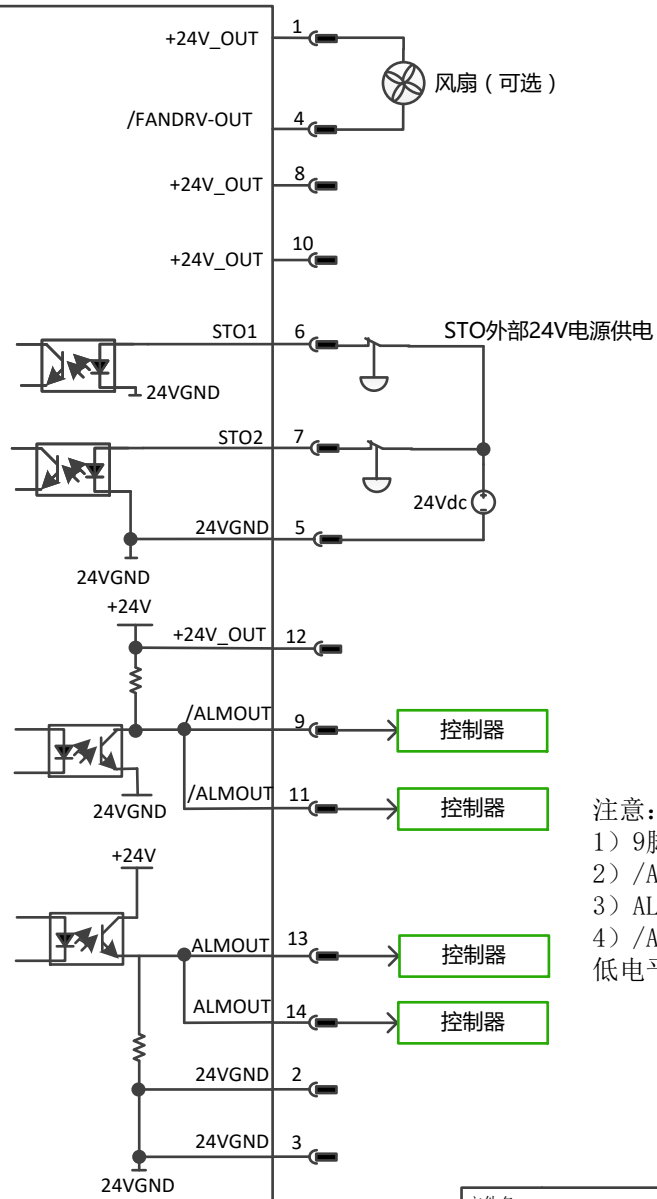 +24V_OUT 1
风扇（可选）
/FANDRV-OUT 4
+24V_OUT 8
+24V_OUT 10
STO1 6
STO外部24V电源供电
24VGND
STO2 7
24Vdc
24VGND 5
24VGND
+24V
+24V_OUT 12
/ALMOUT 9
控制器
/ALMOUT 11
控制器
24VGND
注意：
1）9
2）/A
3）AL
4）/A
低电
+24V
ALMOUT 13
控制器
ALMOUT 14
控制器
24VGND 2
24VGND 3
24VGND